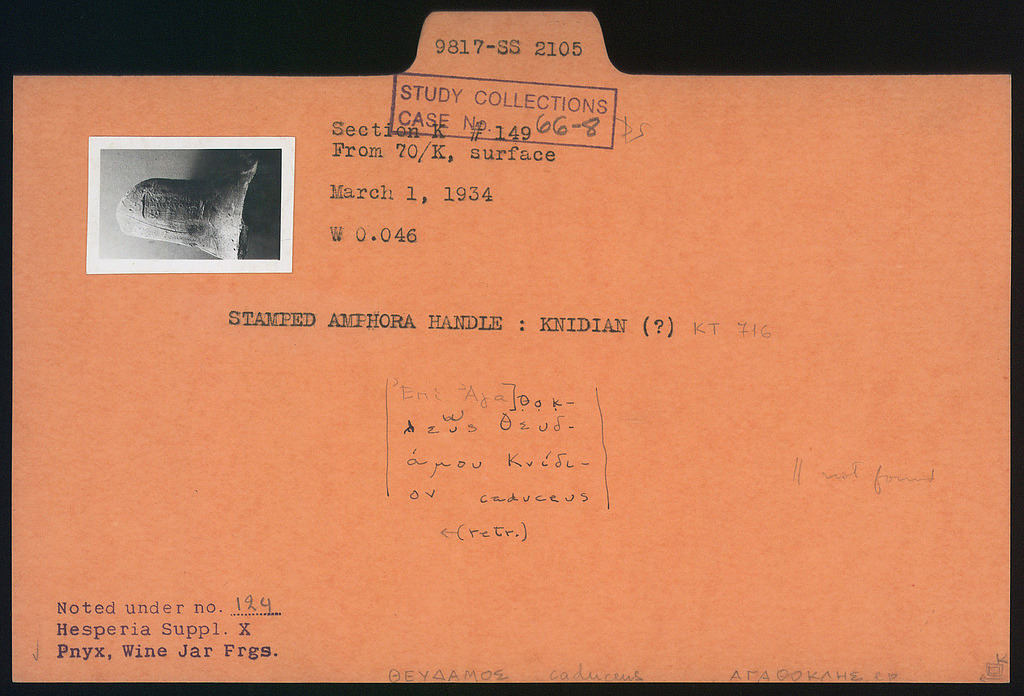 9817-SS 2105
STUDY COLLECTIONS
CASE No. 66-8
Section K # 149
From 70/K, surface
March 1, 1934
W 0.046
STAMPED AMPHORA HANDLE : KNIDIAN (?) KT 716
Ἐπὶ Ἀγα]θ̣ο̣κ̣-
λευς Θευδ-
άμου Κνίδι-
ον caduceus
←(retr.)
|| not found
Noted under no. 124
Hesperia Suppl. X
Pnyx, Wine Jar Frgs.
ΘΕΥΔΑΜΟΣ caduceus ΑΓΑΘΟΚΛΗΣ ep
K